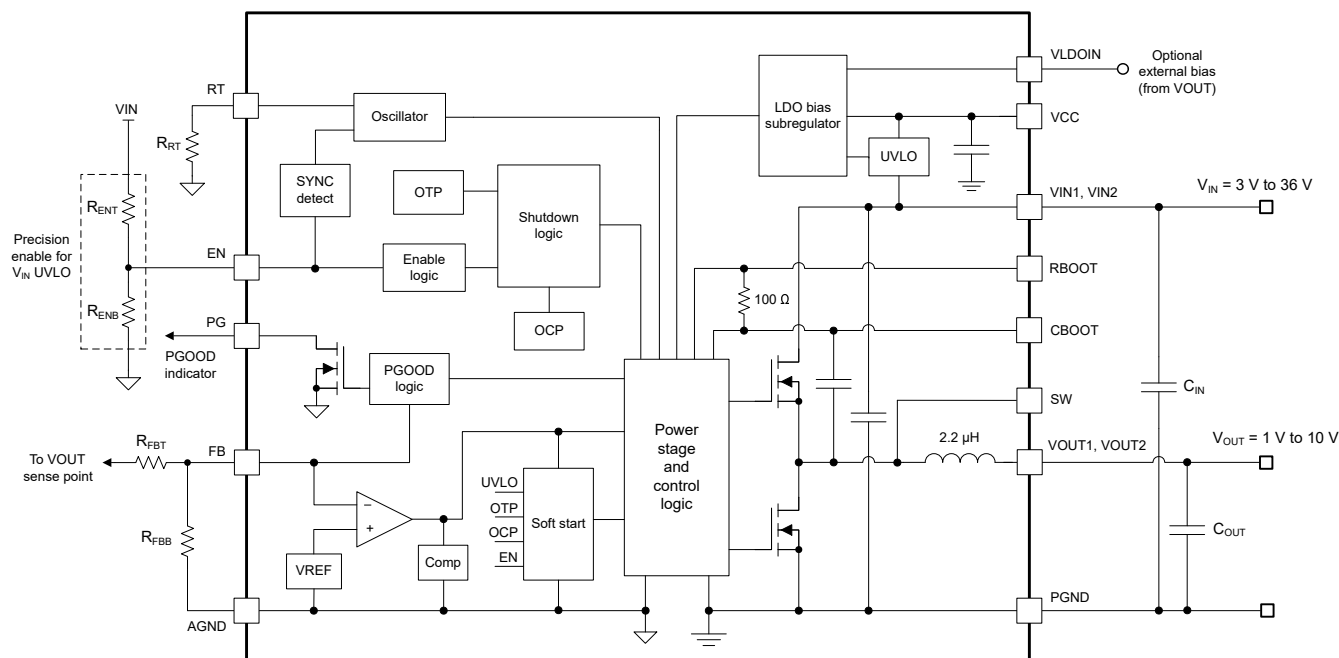 VLDOIN
Optional
external bias
(from VOUT)
RT
VIN
Oscillator
LDO bias
subregulator
VCC
R_RT
UVLO
SYNC
detect
OTP
VIN1, VIN2
V_IN = 3 V to 36 V
R_ENT
Shutdown
logic
Precision
enable for
V_IN UVLO
EN
Enable
logic
RBOOT
100 Ω
R_ENB
OCP
CBOOT
PG
PGOOD
indicator
PGOOD
logic
C_IN
SW
Power
stage
and
control
logic
2.2 µH
VOUT1, VOUT2
V_OUT = 1 V to 10 V
R_FBT
FB
To VOUT
sense point
UVLO
OTP
OCP
EN
Soft start
−
+
R_FBB
VREF
Comp
C_OUT
AGND
PGND